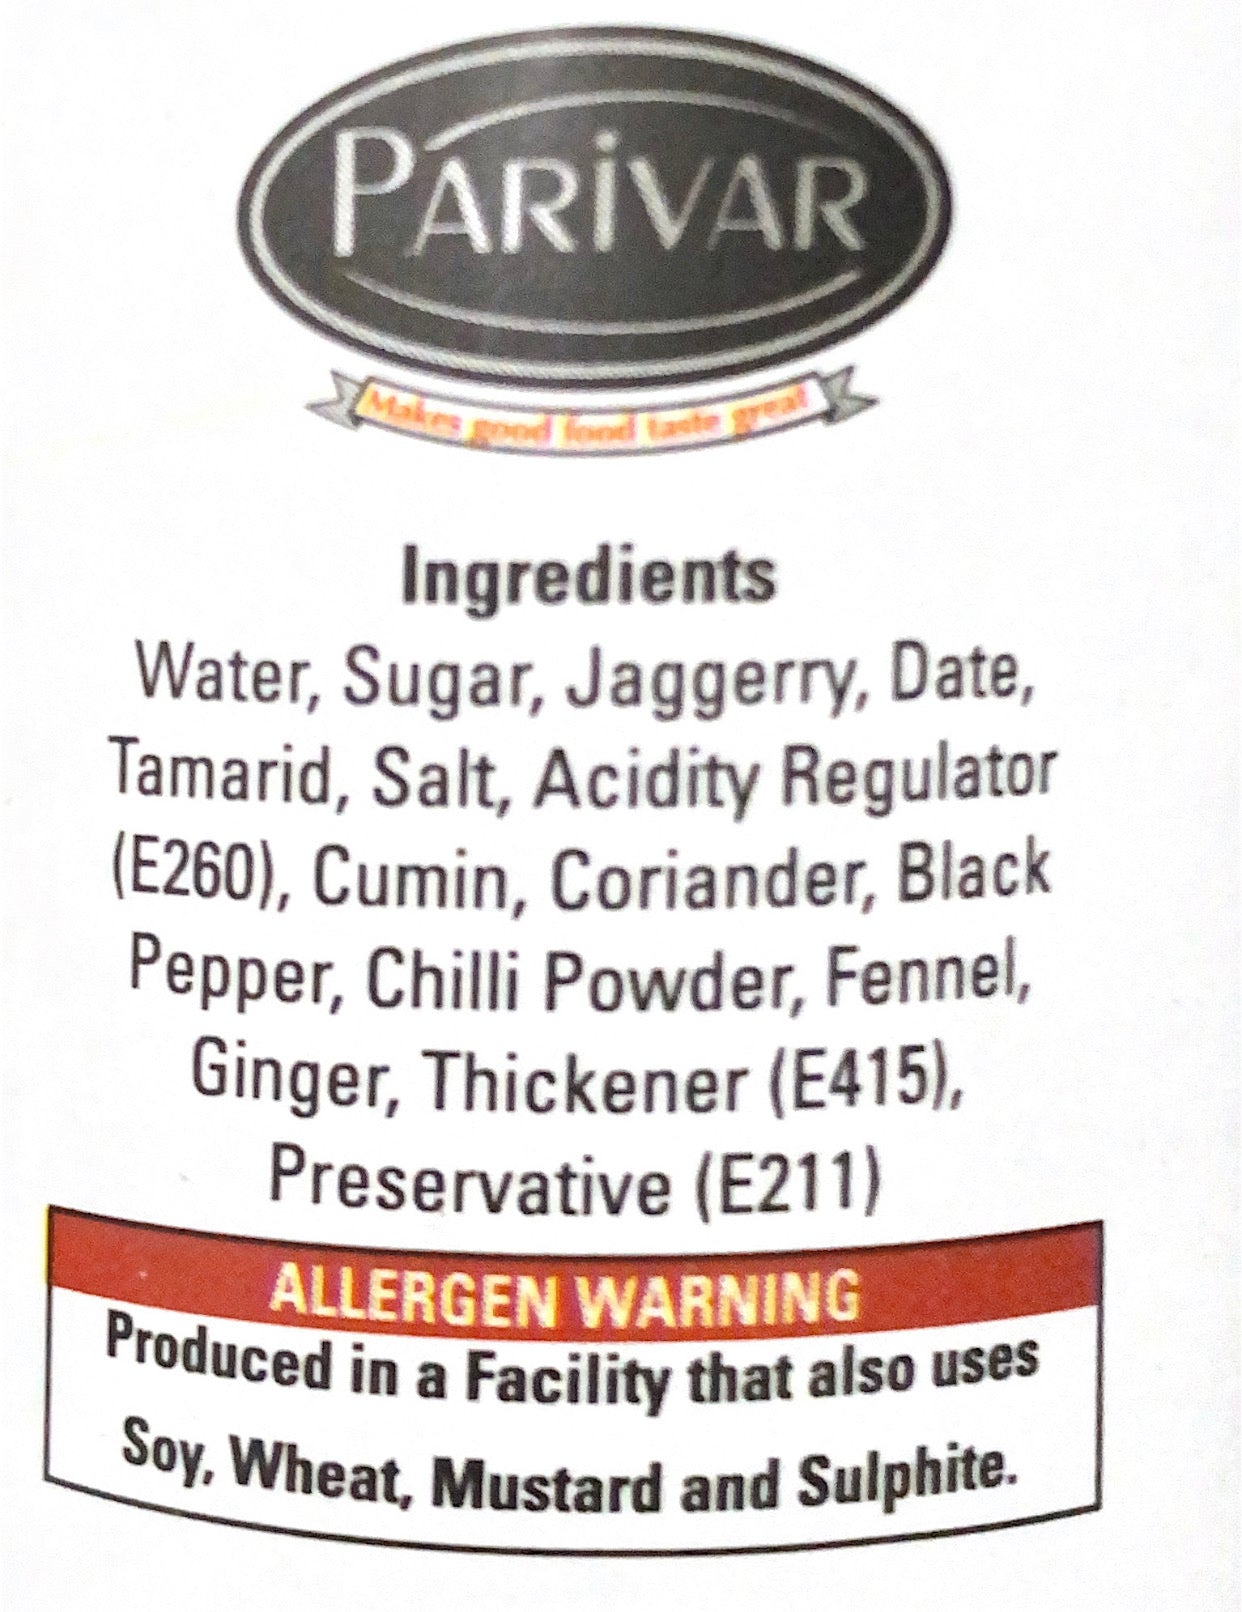 PARiVAR
Makes good food taste great
Ingredients
Water, Sugar, Jaggerry, Date,
Tamarid, Salt, Acidity Regulator
(E260), Cumin, Coriander, Black
Pepper, Chilli Powder, Fennel,
Ginger, Thickener (E415),
Preservative (E211)
ALLERGEN WARNING
Produced in a Facility that also uses
Soy, Wheat, Mustard and Sulphite.